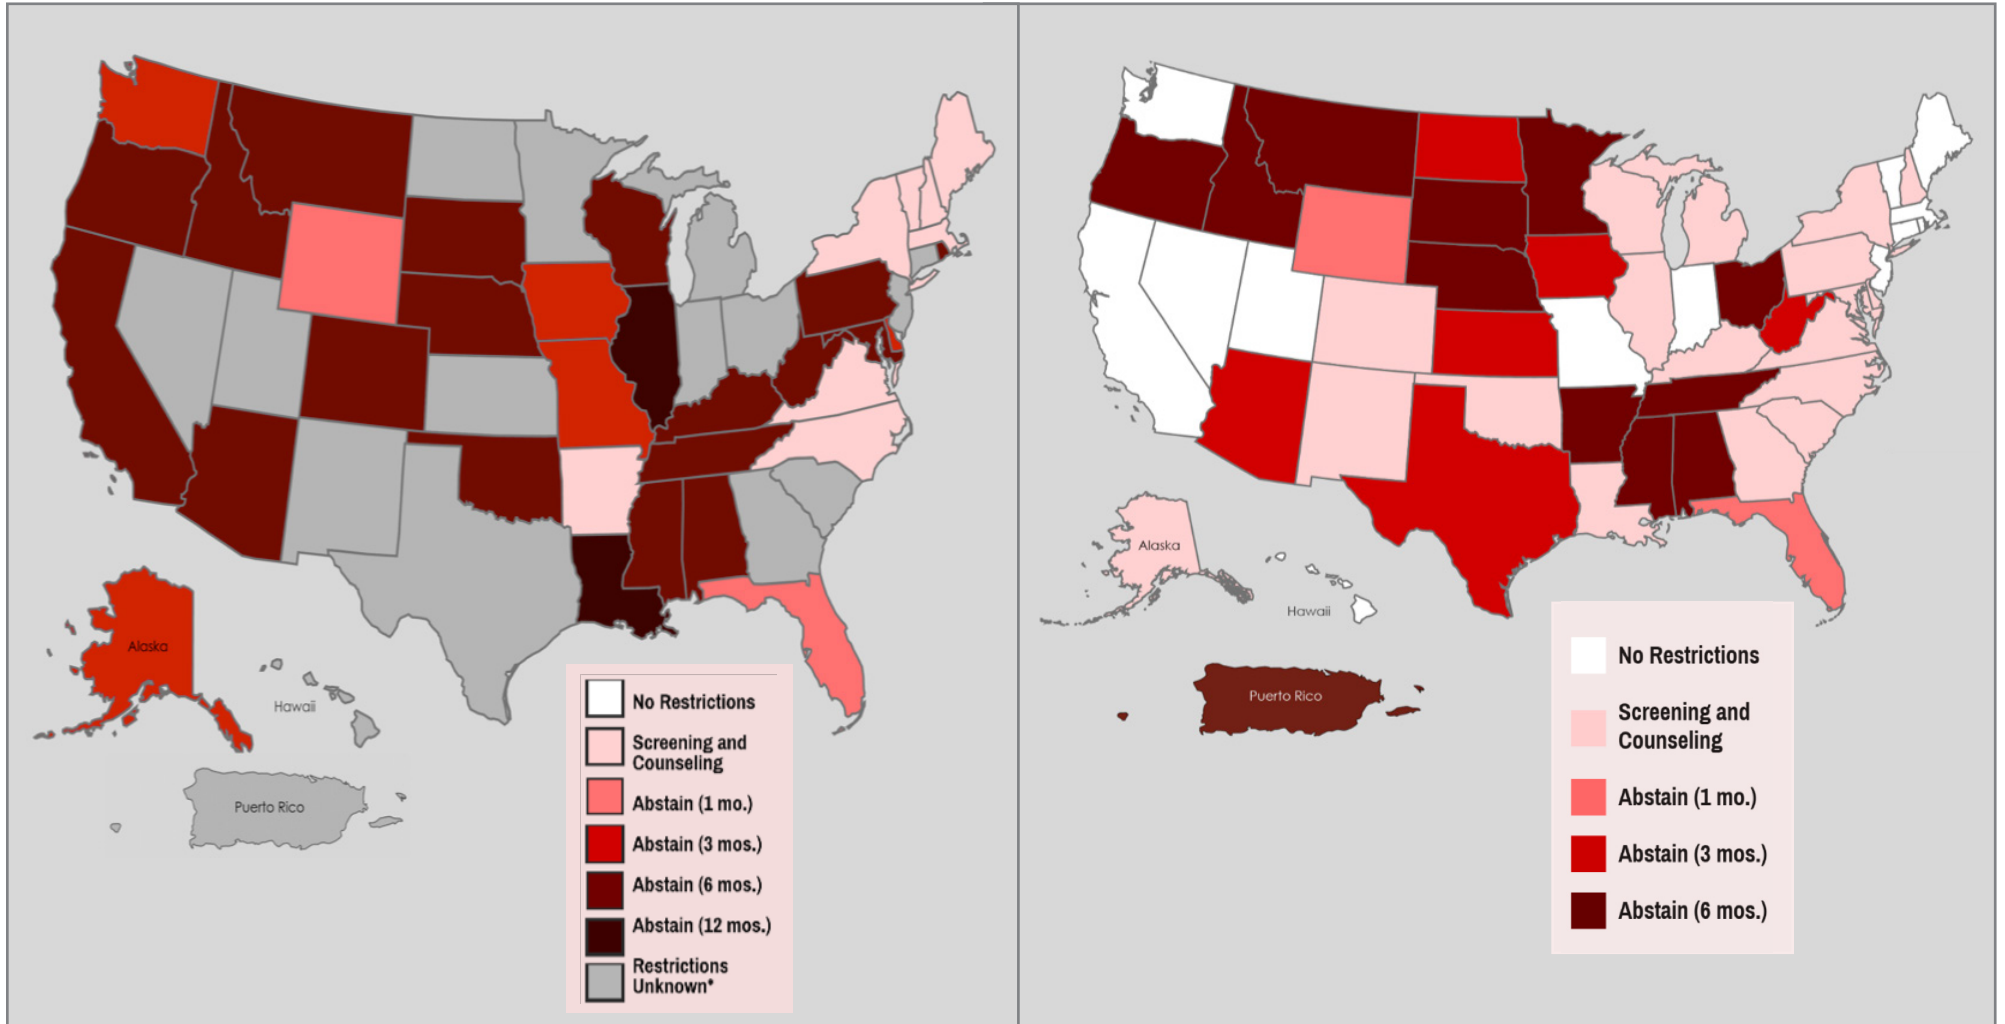 Alaska
Hawaii
Puerto Rico
No Restrictions
Screening and
Counseling
Abstain (1 mo.)
Abstain (3 mos.)
Abstain (6 mos.)
Abstain (12 mos.)
Restrictions
Unknown*
Alaska
Hawaii
Puerto Rico
No Restrictions
Screening and
Counseling
Abstain (1 mo.)
Abstain (3 mos.)
Abstain (6 mos.)